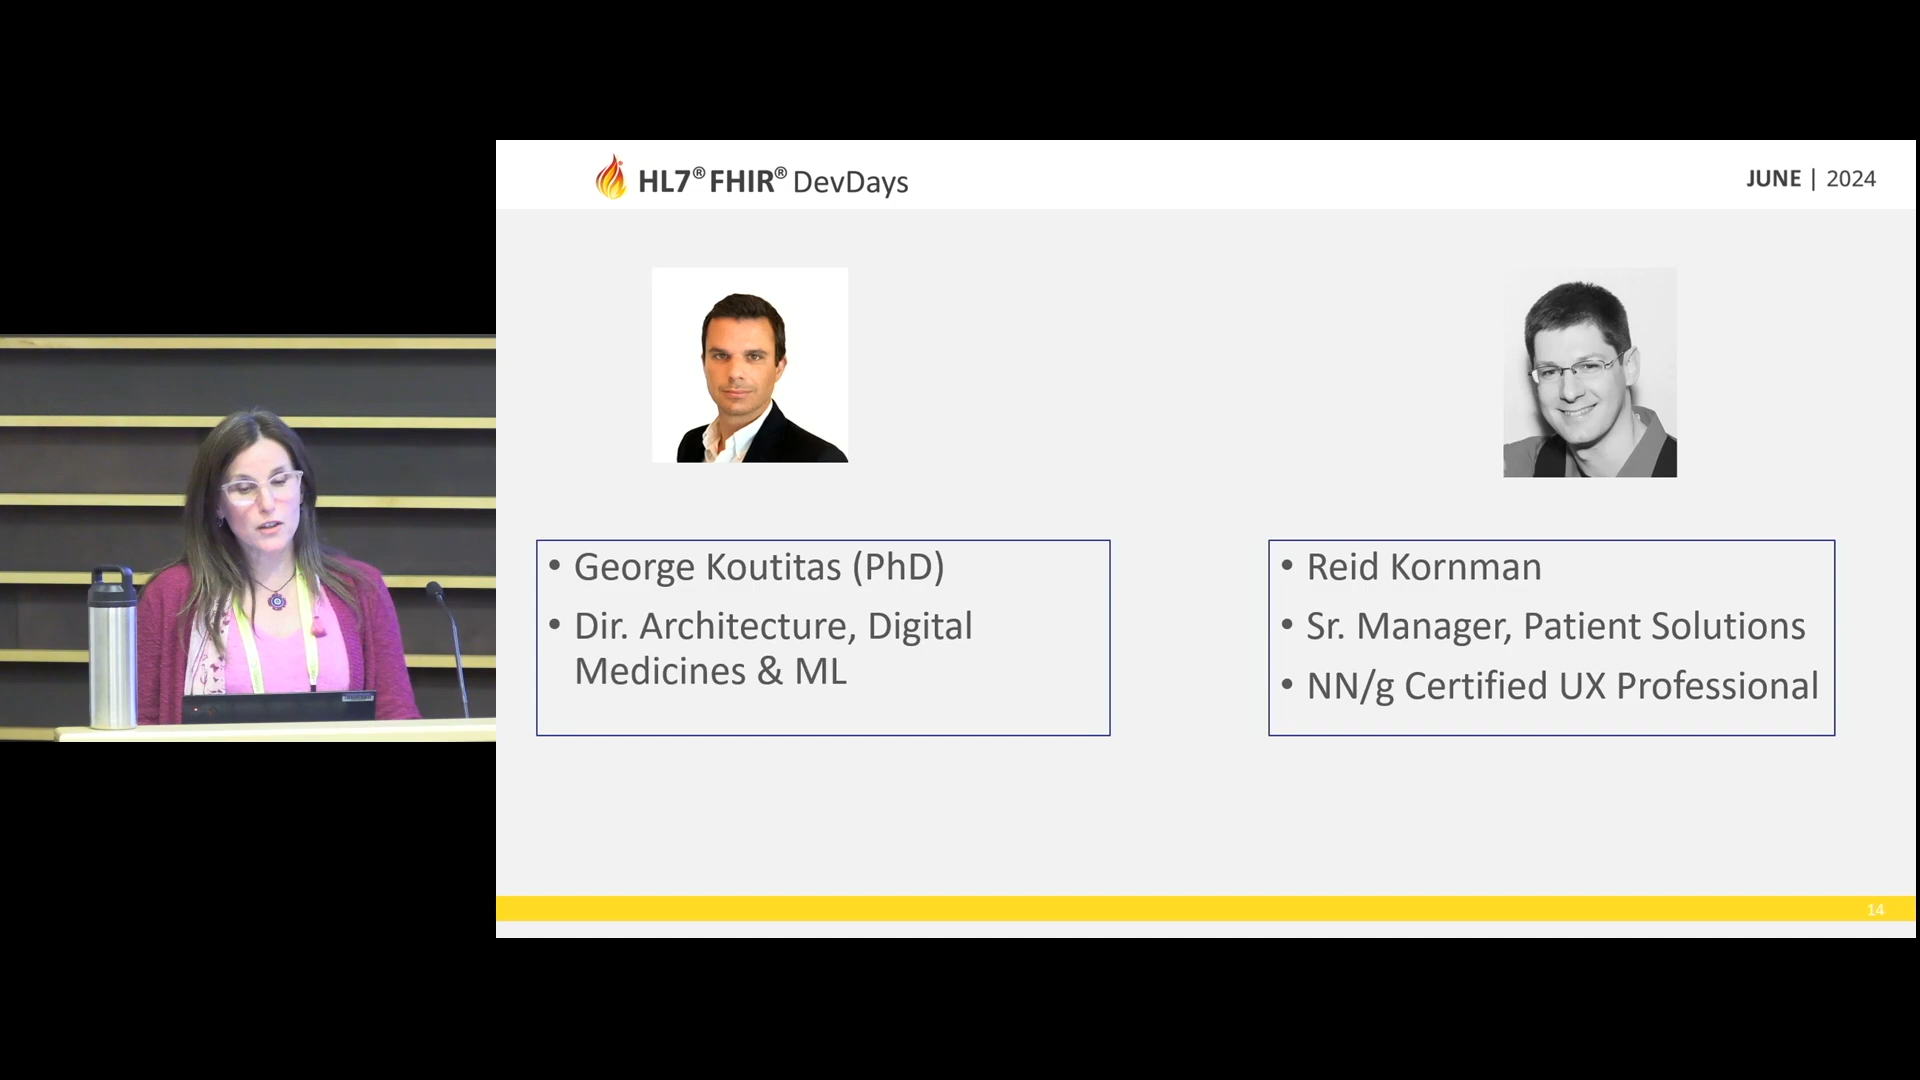 HL7® FHIR® DevDays
JUNE | 2024
• George Koutitas (PhD)
• Dir. Architecture, Digital
Medicines & ML
• Reid Kornman
• Sr. Manager, Patient Solutions
• NN/g Certified UX Professional
14